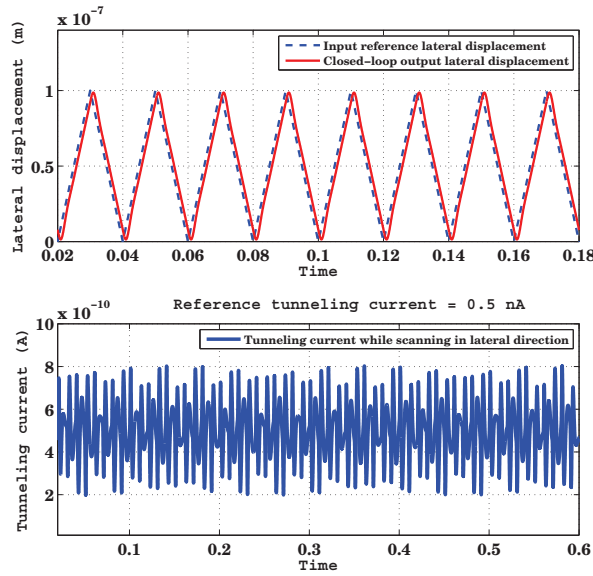 x 10^-7
Input reference lateral displacement
Closed-loop output lateral displacement
Lateral displacement (m)
1
0.5
0
0.02 0.04 0.06 0.08 0.1 0.12 0.14 0.16 0.18
Time
Reference tunneling current = 0.5 nA
x 10^-10
Tunneling current while scanning in lateral direction
Tunneling current (A)
10
8
6
4
2
0.1 0.2 0.3 0.4 0.5 0.6
Time